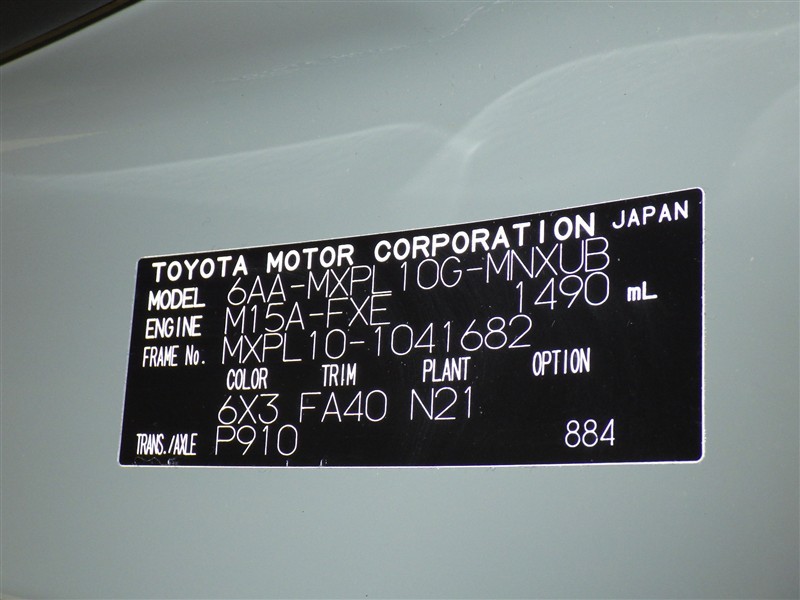 TOYOTA MOTOR CORPORATION JAPAN
MODEL 6AA-MXPL10G-MNXUB
ENGINE M15A-FXE 1490 mL
FRAME No. MXPL10-1041682
COLOR TRIM PLANT OPTION
6X3 FA40 N21
TRANS./AXLE P910 884